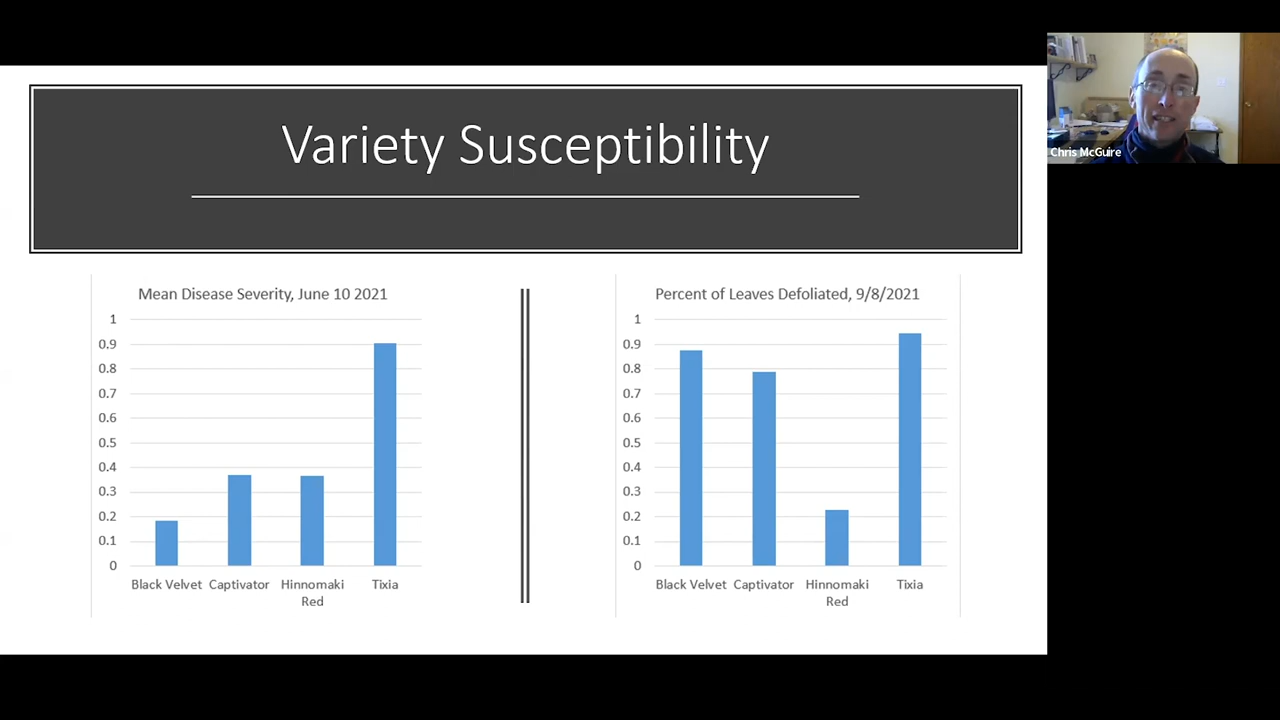 Variety Susceptibility
Chris McGuire
Mean Disease Severity, June 10 2021
1
0.9
0.8
0.7
0.6
0.5
0.4
0.3
0.2
0.1
0
Black Velvet Captivator Hinnomaki Tixia
Red
Percent of Leaves Defoliated, 9/8/2021
1
0.9
0.8
0.7
0.6
0.5
0.4
0.3
0.2
0.1
0
Black Velvet Captivator Hinnomaki Tixia
Red